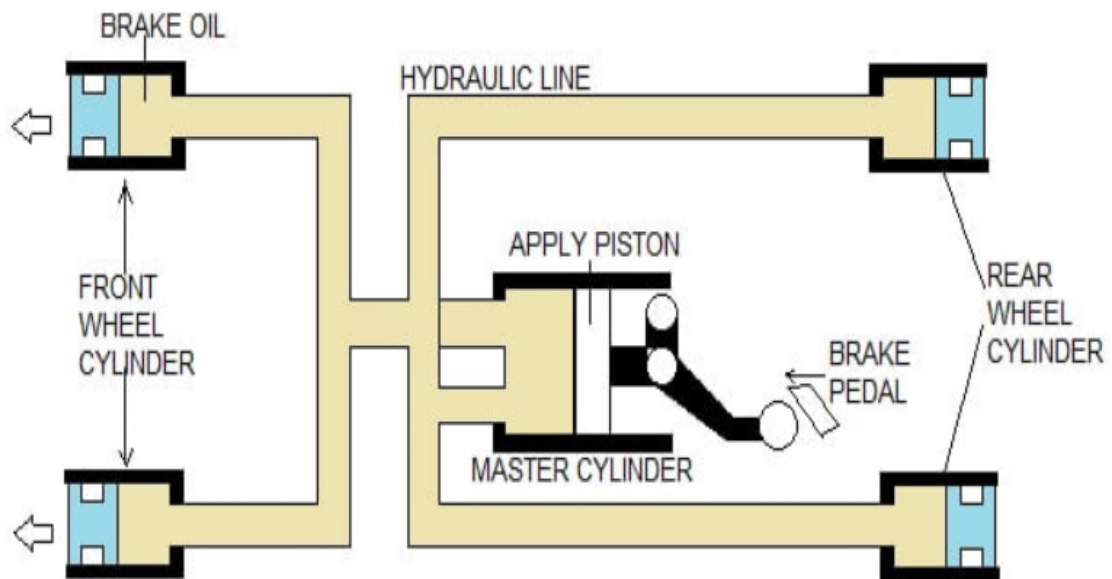 BRAKE OIL
HYDRAULIC LINE
APPLY PISTON
FRONT
WHEEL
CYLINDER
REAR
WHEEL
CYLINDER
BRAKE
PEDAL
MASTER CYLINDER